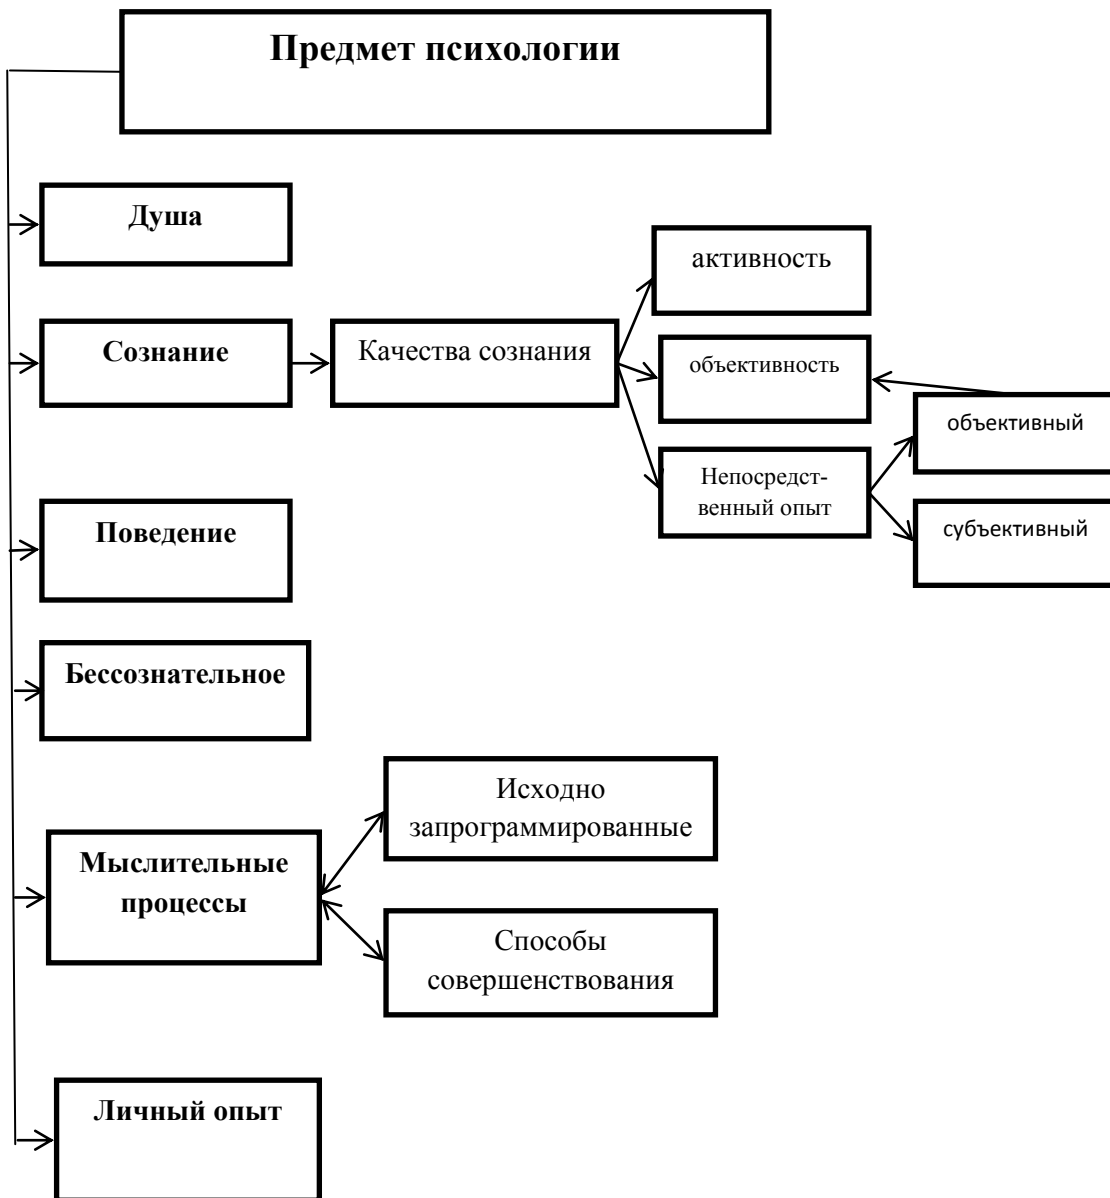 Предмет психологии
Душа
активность
Сознание
Качества сознания
объективность
объективный
Непосредст-
венный опыт
субъективный
Поведение
Бессознательное
Исходно
запрограммированные
Мыслительные
процессы
Способы
совершенствования
Личный опыт